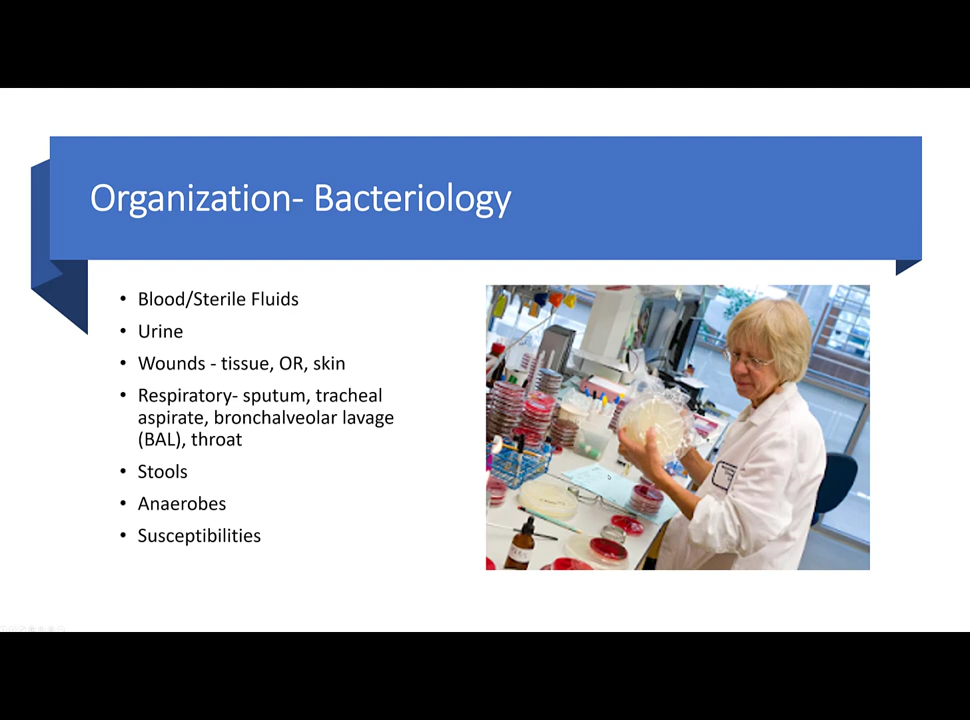 Organization- Bacteriology
• Blood/Sterile Fluids
• Urine
• Wounds - tissue, OR, skin
• Respiratory- sputum, tracheal
aspirate, bronchalveolar lavage
(BAL), throat
• Stools
• Anaerobes
• Susceptibilities